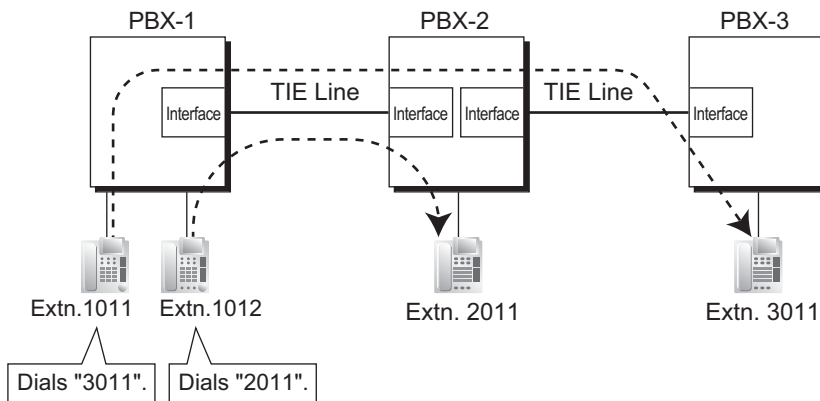 PBX-1
PBX-2
PBX-3
TIE Line
TIE Line
Interface
Interface
Interface
Interface
Extn.1011
Extn.1012
Extn. 2011
Extn. 3011
Dials "3011".
Dials "2011".